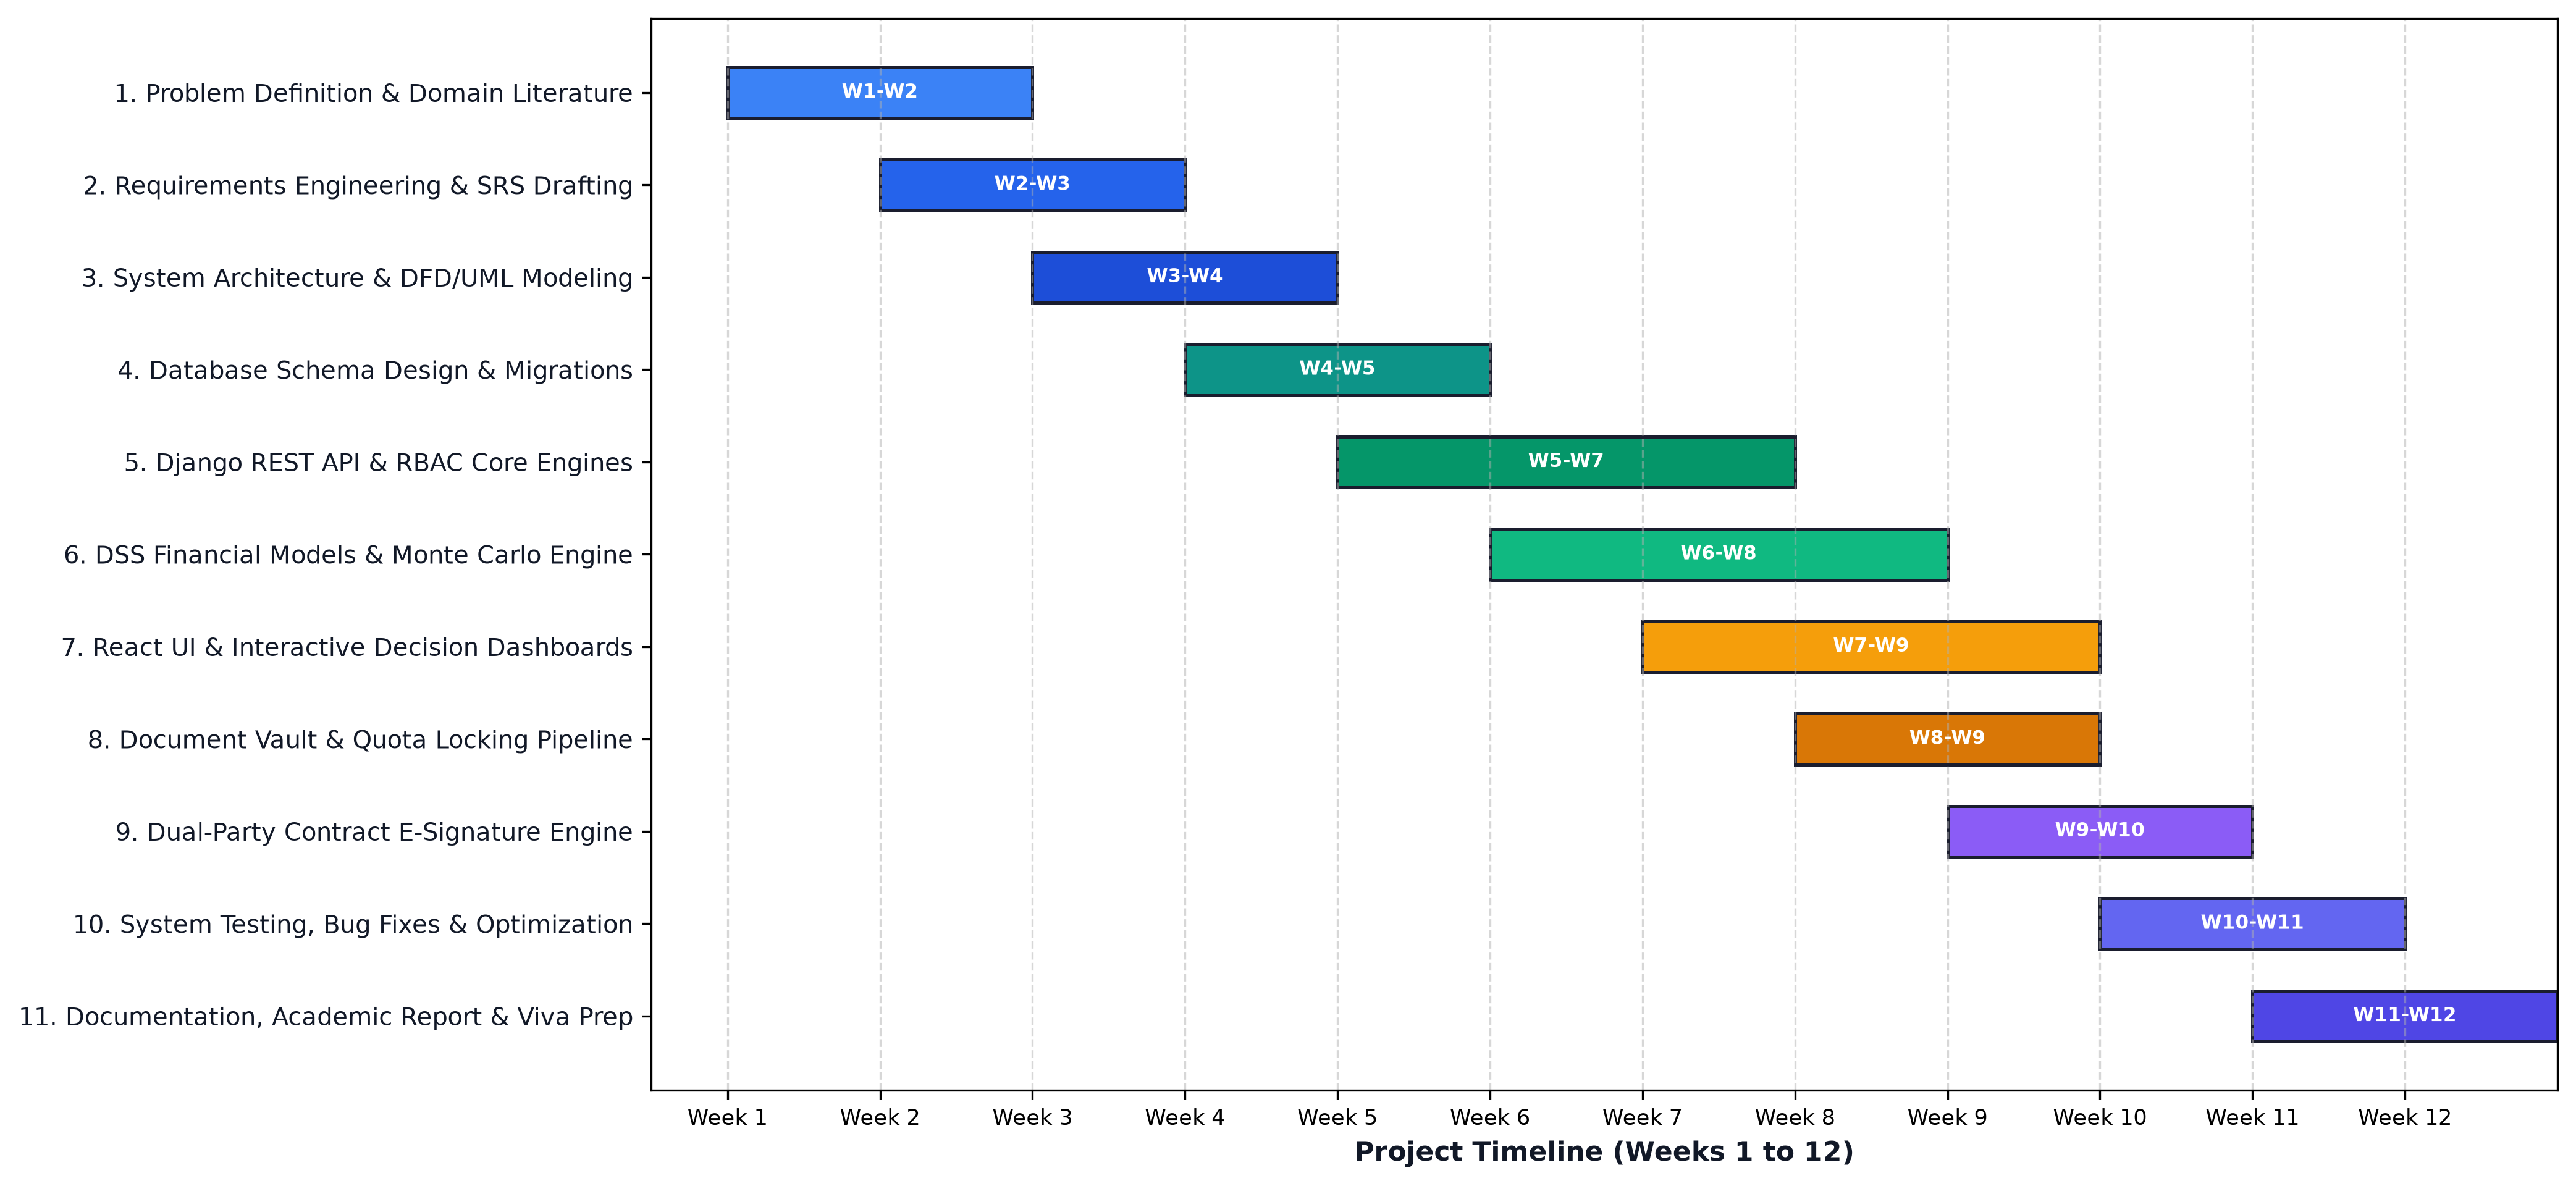 1. Problem Definition & Domain Literature W1-W2
2. Requirements Engineering & SRS Drafting W2-W3
3. System Architecture & DFD/UML Modeling W3-W4
4. Database Schema Design & Migrations W4-W5
5. Django REST API & RBAC Core Engines W5-W7
6. DSS Financial Models & Monte Carlo Engine W6-W8
7. React UI & Interactive Decision Dashboards W7-W9
8. Document Vault & Quota Locking Pipeline W8-W9
9. Dual-Party Contract E-Signature Engine W9-W10
10. System Testing, Bug Fixes & Optimization W10-W11
11. Documentation, Academic Report & Viva Prep W11-W12
Week 1 Week 2 Week 3 Week 4 Week 5 Week 6 Week 7 Week 8 Week 9 Week 10 Week 11 Week 12
Project Timeline (Weeks 1 to 12)